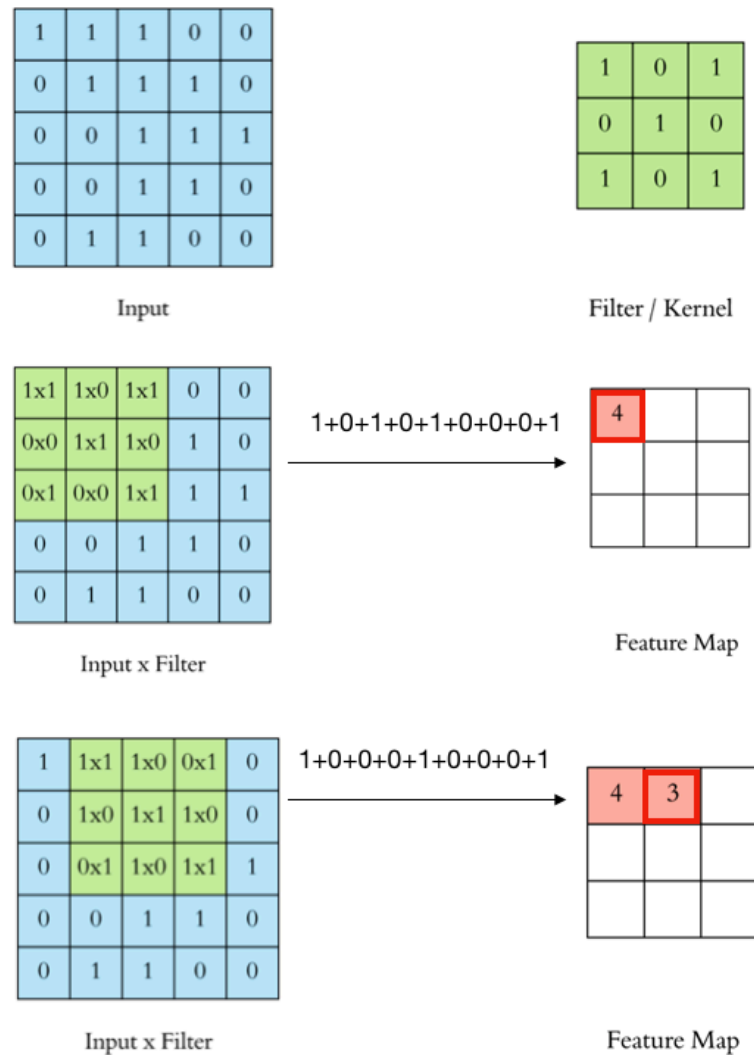 1 1 1 0 0
0 1 1 1 0
0 0 1 1 1
0 0 1 1 0
0 1 1 0 0
Input
1 0 1
0 1 0
1 0 1
Filter / Kernel
1x1 1x0 1x1 0 0
0x0 1x1 1x0 1 0
0x1 0x0 1x1 1 1
0 0 1 1 0
0 1 1 0 0
Input x Filter
1+0+1+0+1+0+0+0+1
4
Feature Map
1 1x1 1x0 0x1 0
0 1x0 1x1 1x0 0
0 0x1 1x0 1x1 1
0 0 1 1 0
0 1 1 0 0
Input x Filter
1+0+0+0+1+0+0+0+1
4 3
Feature Map